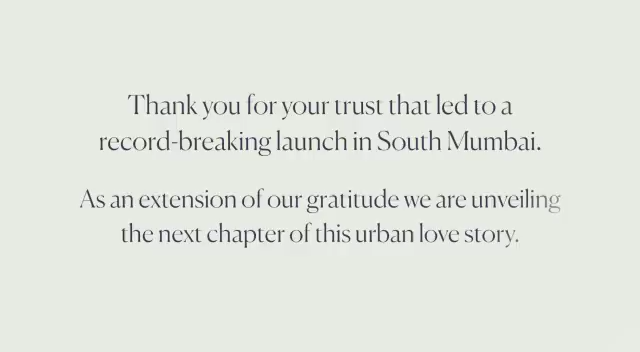 Thank you for your trust that led to a
record-breaking launch in South Mumbai.
As an extension of our gratitude we are unveiling
the next chapter of this urban love story.